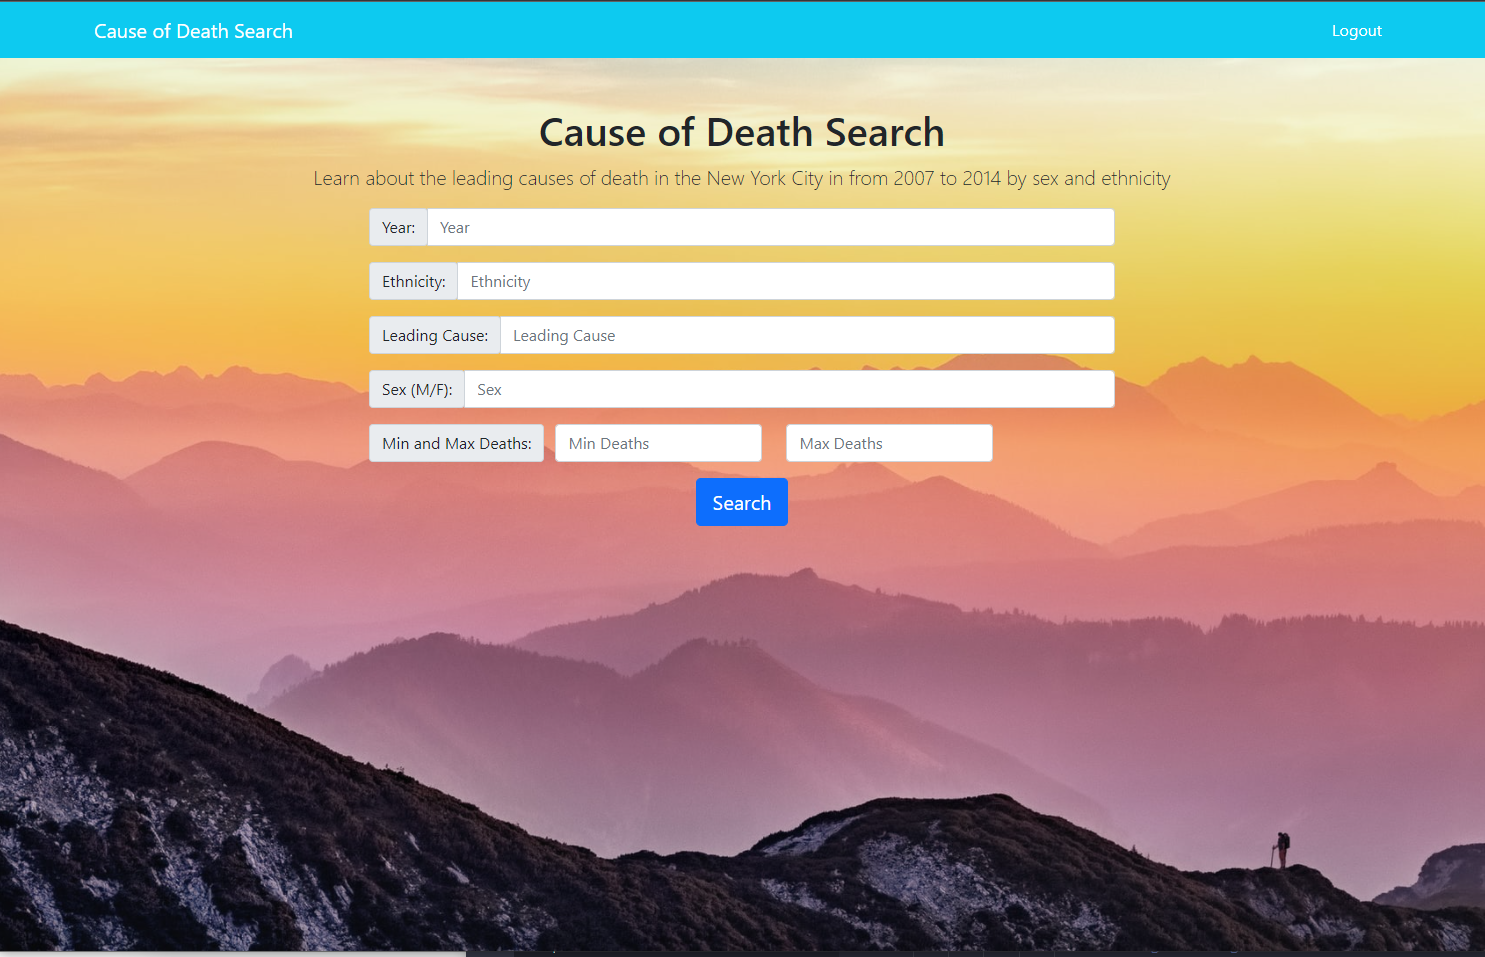 Cause of Death Search
Logout
Cause of Death Search
Learn about the leading causes of death in the New York City in from 2007 to 2014 by sex and ethnicity
Year: Year
Ethnicity: Ethnicity
Leading Cause: Leading Cause
Sex (M/F): Sex
Min and Max Deaths: Min Deaths Max Deaths
Search